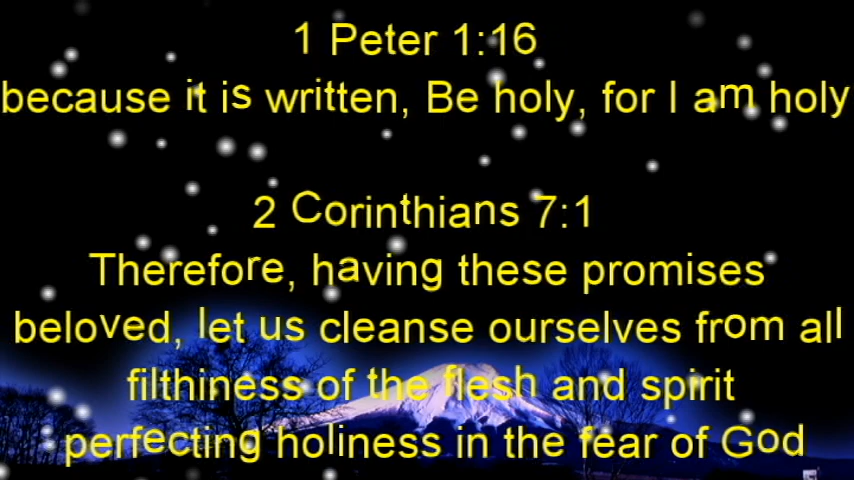 1 Peter 1:16
because it is written, Be holy, for I am holy
2 Corinthians 7:1
Therefore, having these promises
beloved, let us cleanse ourselves from all
filthiness of the flesh and spirit
perfecting holiness in the fear of God